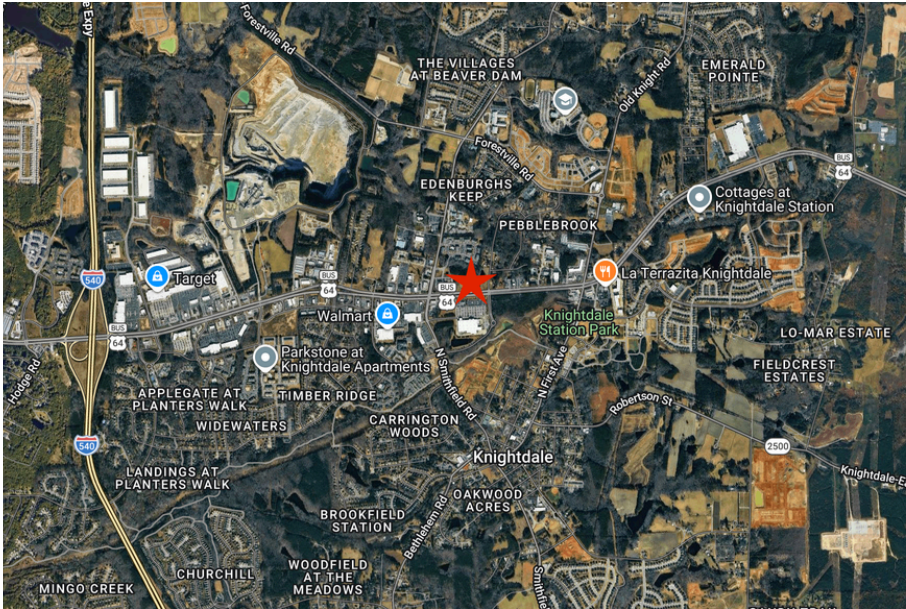 e Expy
Forestville Rd
THE VILLAGES
AT BEAVER DAM
Old Knight Rd
EMERALD
POINTE
Forestville Rd
EDENBURGHS
KEEP
BUS
64
Cottages at
Knightdale Station
PEBBLEBROOK
540
Target
BUS
64
BUS
64
La Terrazita Knightdale
Walmart
Knightdale
Station Park
BUS
64
LO-MAR ESTATE
Hodge Rd
Parkstone at
Knightdale Apartments
N Smithfield Rd
N First Ave
FIELDCREST
ESTATES
APPLEGATE AT
PLANTERS WALK
TIMBER RIDGE
Robertson St
WIDEWATERS
CARRINGTON
WOODS
540
2500
Knightdale
LANDINGS AT
PLANTERS WALK
Knightdale-Ea
OAKWOOD
ACRES
BROOKFIELD
STATION
Bethlehem Rd
WOODFIELD
AT THE
MEADOWS
CHURCHILL
Smithfiel
MINGO CREEK